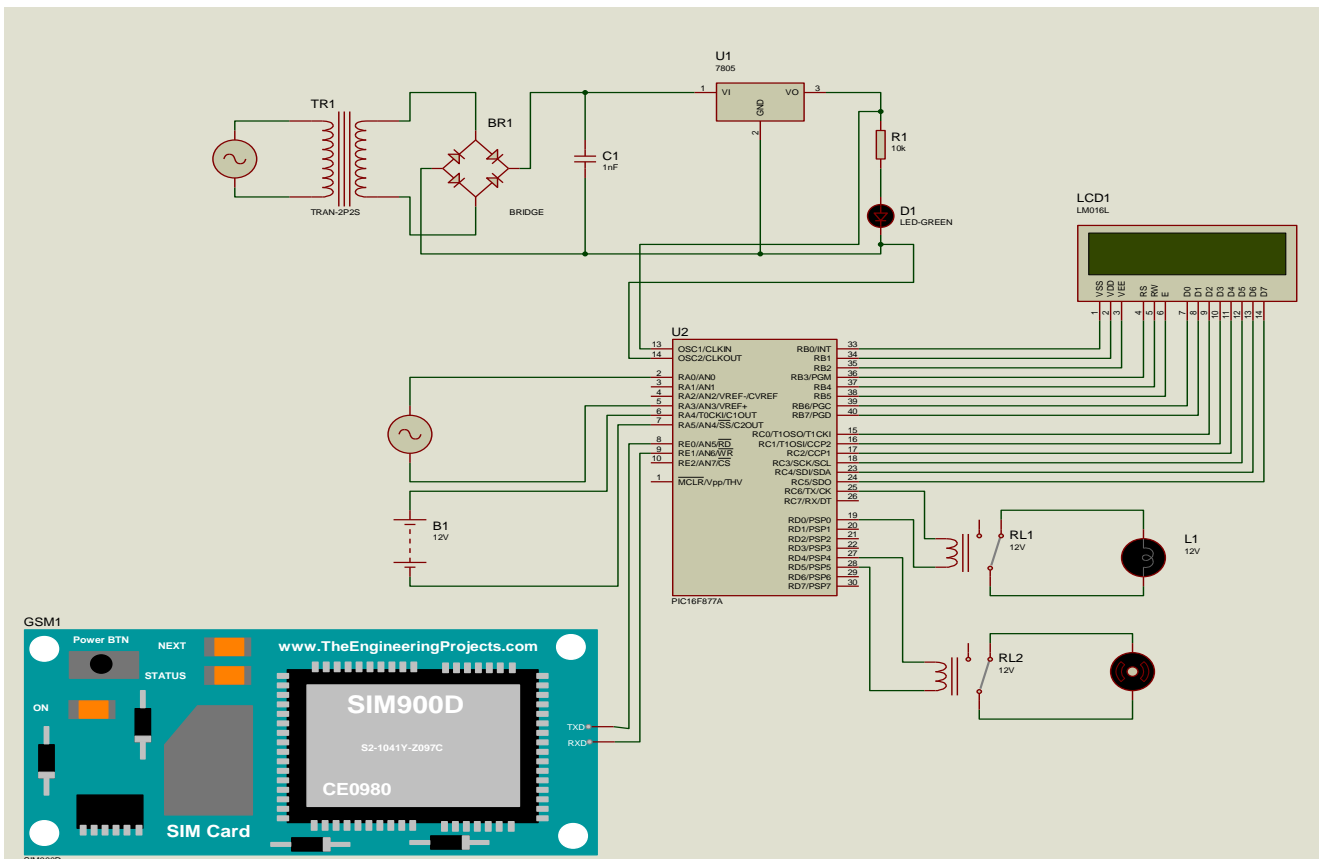 U1
7805
1 VI VO 3
GND
2
TR1
TRAN-2P2S
BR1
BRIDGE
C1
1nF
R1
10k
D1
LED-GREEN
LCD1
LM016L
VSS VDD VEE RS RW E D0 D1 D2 D3 D4 D5 D6 D7
1 2 3 4 5 6 7 8 9 10 11 12 13 14
U2
13 OSC1/CLKIN RB0/INT 33
14 OSC2/CLKOUT RB1 34
RB2 35
2 RA0/AN0 RB3/PGM 36
3 RA1/AN1 RB4 37
4 RA2/AN2/VREF-/CVREF RB5 38
5 RA3/AN3/VREF+ RB6/PGC 39
6 RA4/T0CKI/C1OUT RB7/PGD 40
7 RA5/AN4/SS/C2OUT
RC0/T1OSO/T1CKI 15
8 RE0/AN5/RD RC1/T1OSI/CCP2 16
9 RE1/AN6/WR RC2/CCP1 17
10 RE2/AN7/CS RC3/SCK/SCL 18
RC4/SDI/SDA 23
1 MCLR/Vpp/THV RC5/SDO 24
RC6/TX/CK 25
RC7/RX/DT 26
RD0/PSP0 19
RD1/PSP1 20
RD2/PSP2 21
RD3/PSP3 22
RD4/PSP4 27
RD5/PSP5 28
RD6/PSP6 29
RD7/PSP7 30
PIC16F877A
B1
12V
RL1
12V
L1
12V
RL2
12V
GSM1
Power BTN
NEXT
STATUS
ON
www.TheEngineeringProjects.com
SIM900D
S2-1041Y-Z097C
CE0980
SIM Card
TXD
RXD
SIM900D